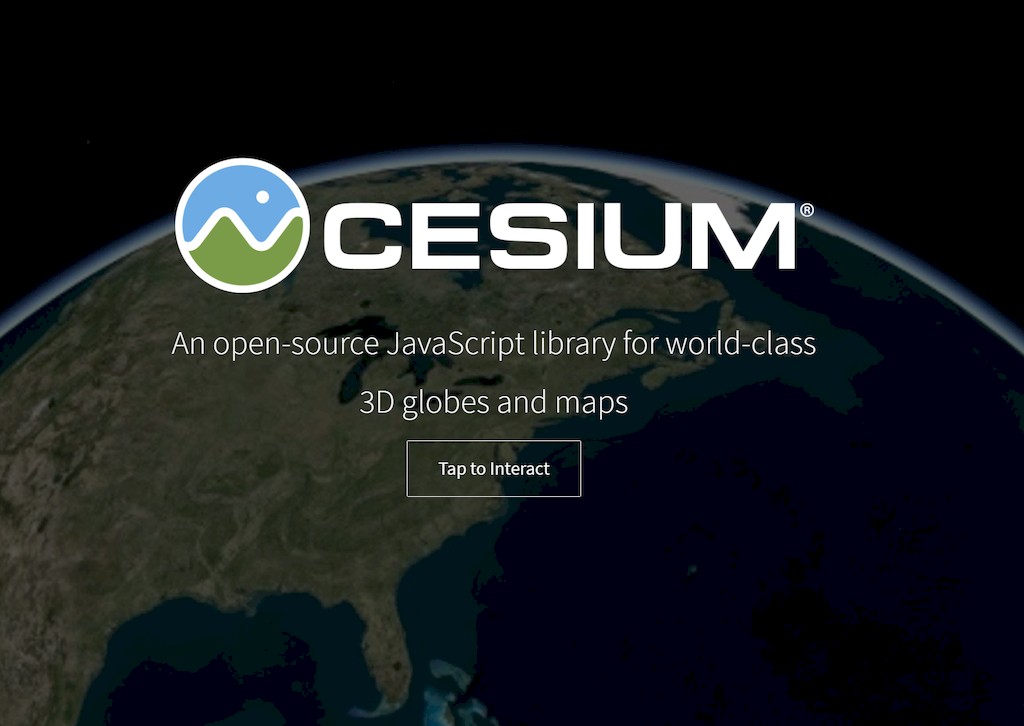 CESIUM®
An open-source JavaScript library for world-class
3D globes and maps
Tap to Interact